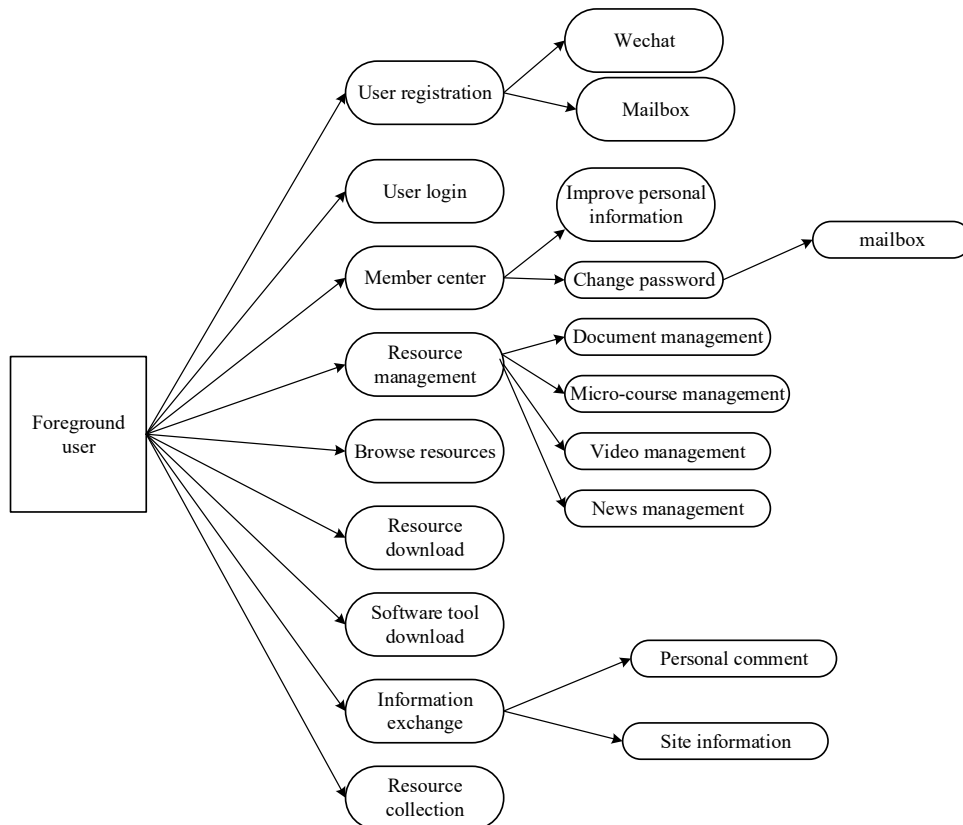 Wechat
User registration
Mailbox
User login
Improve personal
information
mailbox
Member center
Change password
Resource
management
Document management
Micro-course management
Foreground
user
Browse resources
Video management
News management
Resource
download
Software tool
download
Personal comment
Information
exchange
Site information
Resource
collection